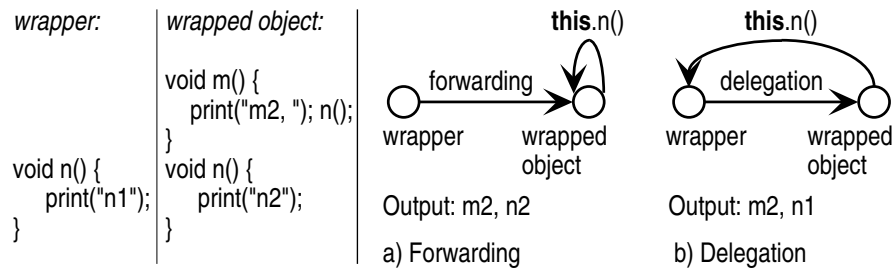 wrapper:
void n() {
print("n1");
}
wrapped object:
void m() {
print("m2, "); n();
}
void n() {
print("n2");
}
this.n()
forwarding
wrapper
wrapped
object
Output: m2, n2
a) Forwarding
this.n()
delegation
wrapper
wrapped
object
Output: m2, n1
b) Delegation